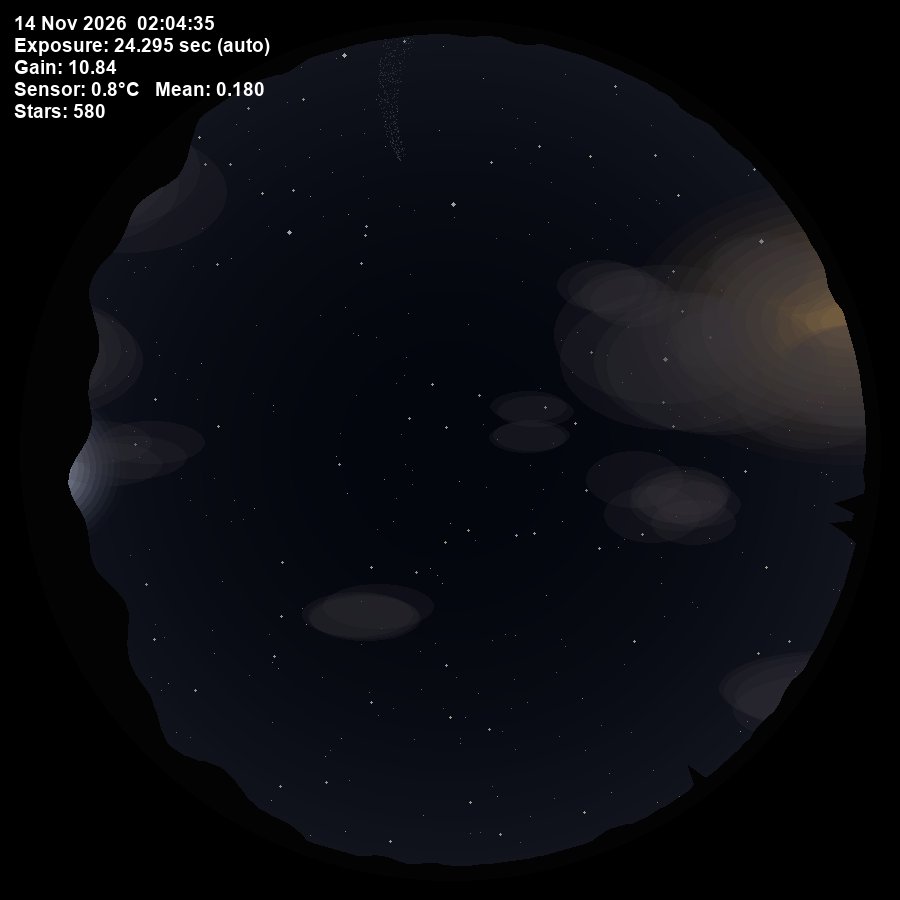 14 Nov 2026  02:04:35
Exposure: 24.295 sec (auto)
Gain: 10.84
Sensor: 0.8°C   Mean: 0.180
Stars: 580